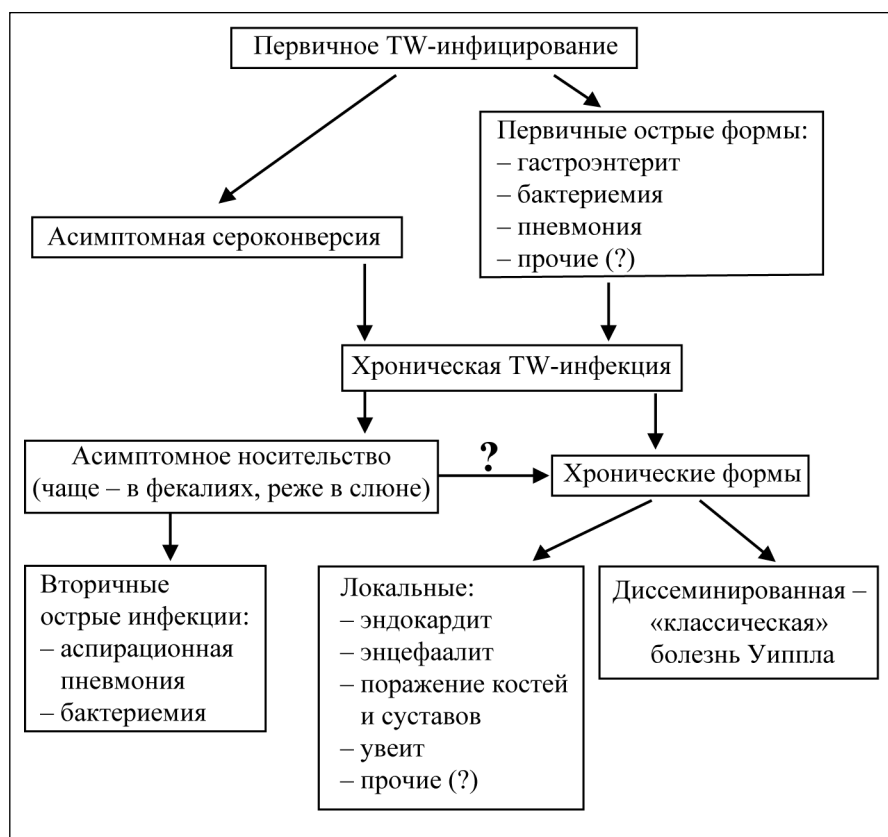 Первичное TW-инфицирование
Первичные острые формы:
– гастроэнтерит
– бактериемия
– пневмония
– прочие (?)
Асимптомная сероконверсия
Хроническая TW-инфекция
Асимптомное носительство
(чаще – в фекалиях, реже в слюне)
?
Хронические формы
Вторичные
острые инфекции:
– аспирационная
пневмония
– бактериемия
Локальные:
– эндокардит
– энцефаалит
– поражение костей
и суставов
– увеит
– прочие (?)
Диссеминированная –
«классическая»
болезнь Уиппла